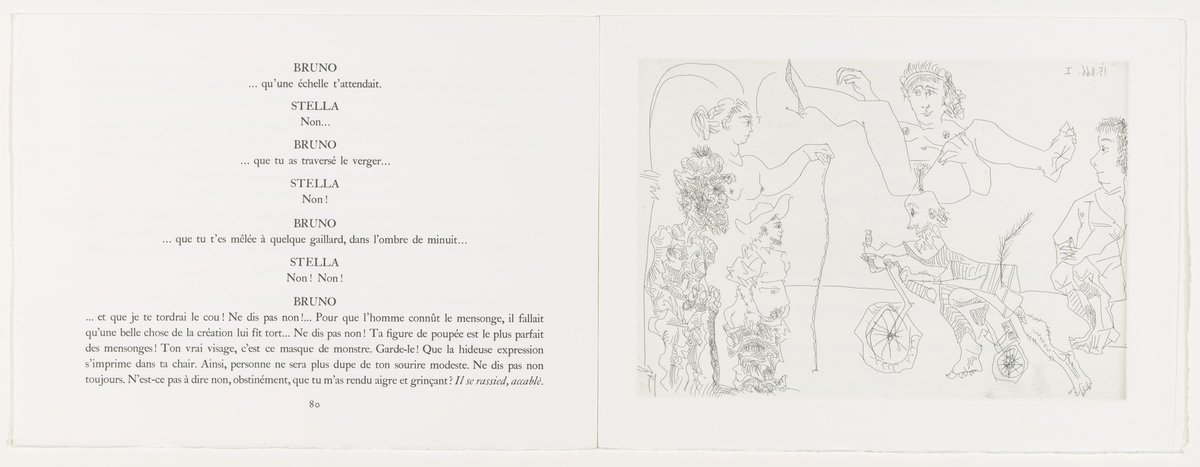 BRUNO
... qu'une échelle t'attendait.
STELLA
Non...
BRUNO
... que tu as traversé le verger...
STELLA
Non !
BRUNO
... que tu t'es mêlée à quelque gaillard, dans l'ombre de minuit...
STELLA
Non ! Non !
BRUNO
... et que je te tordrai le cou ! Ne dis pas non !... Pour que l'homme connût le mensonge, il fallait
qu'une belle chose de la création lui fît tort... Ne dis pas non ! Ta figure de poupée est le plus parfait
des mensonges ! Ton vrai visage, c'est ce masque de monstre. Garde-le ! Que la hideuse expression
s'imprime dans ta chair. Ainsi, personne ne sera plus dupe de ton sourire modeste. Ne dis pas non
toujours. N'est-ce pas à dire non, obstinément, que tu m'as rendu aigre et grinçant ? Il se rassied, accablé.
80